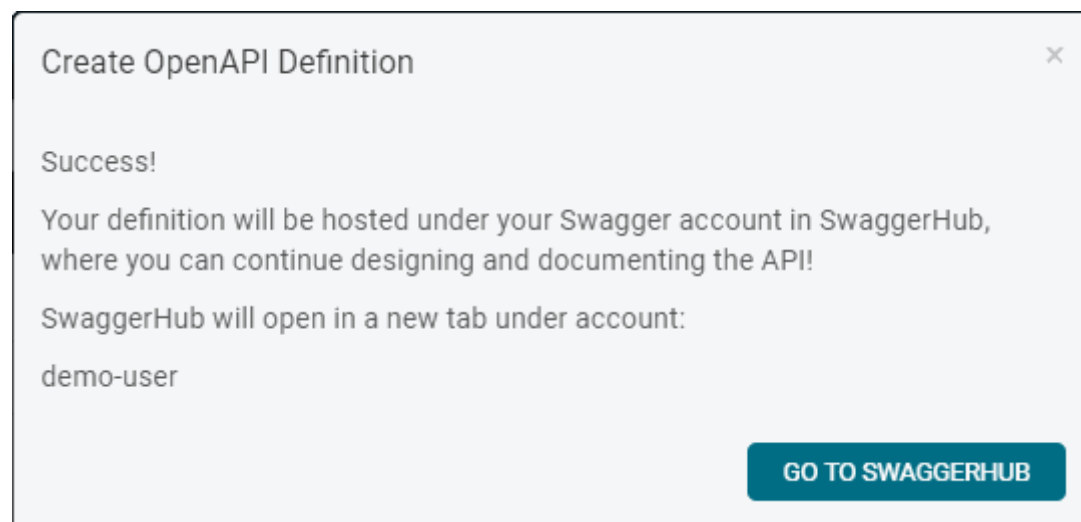 Create OpenAPI Definition
Success!
Your definition will be hosted under your Swagger account in SwaggerHub,
where you can continue designing and documenting the API!
SwaggerHub will open in a new tab under account:
demo-user
GO TO SWAGGERHUB